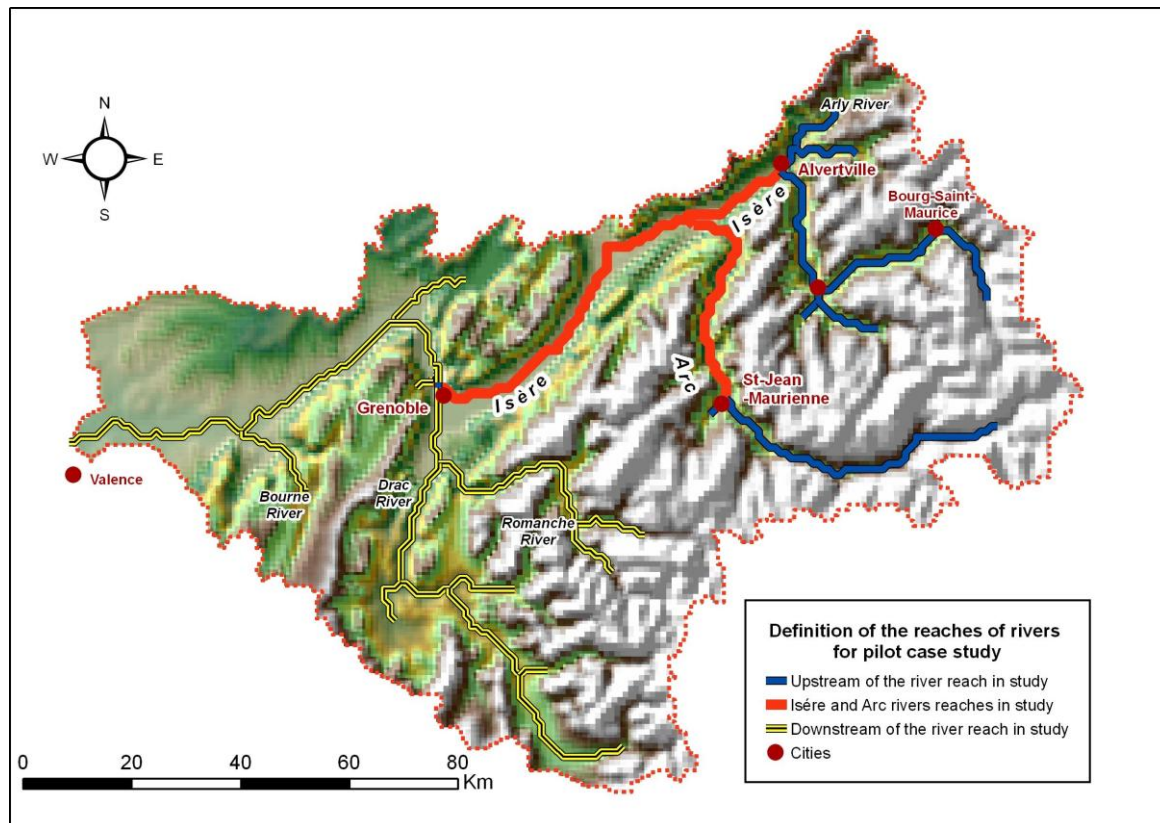 N
W
E
S
Arly River
Alvertville
Isère
Bourg-Saint-
Maurice
Arc
St-Jean
-Maurienne
Isère
Grenoble
Valence
Bourne
River
Drac
River
Romanche
River
Definition of the reaches of rivers
for pilot case study
Upstream of the river reach in study
Isére and Arc rivers reaches in study
Downstream of the river reach in study
Cities
0 20 40 60 80
Km